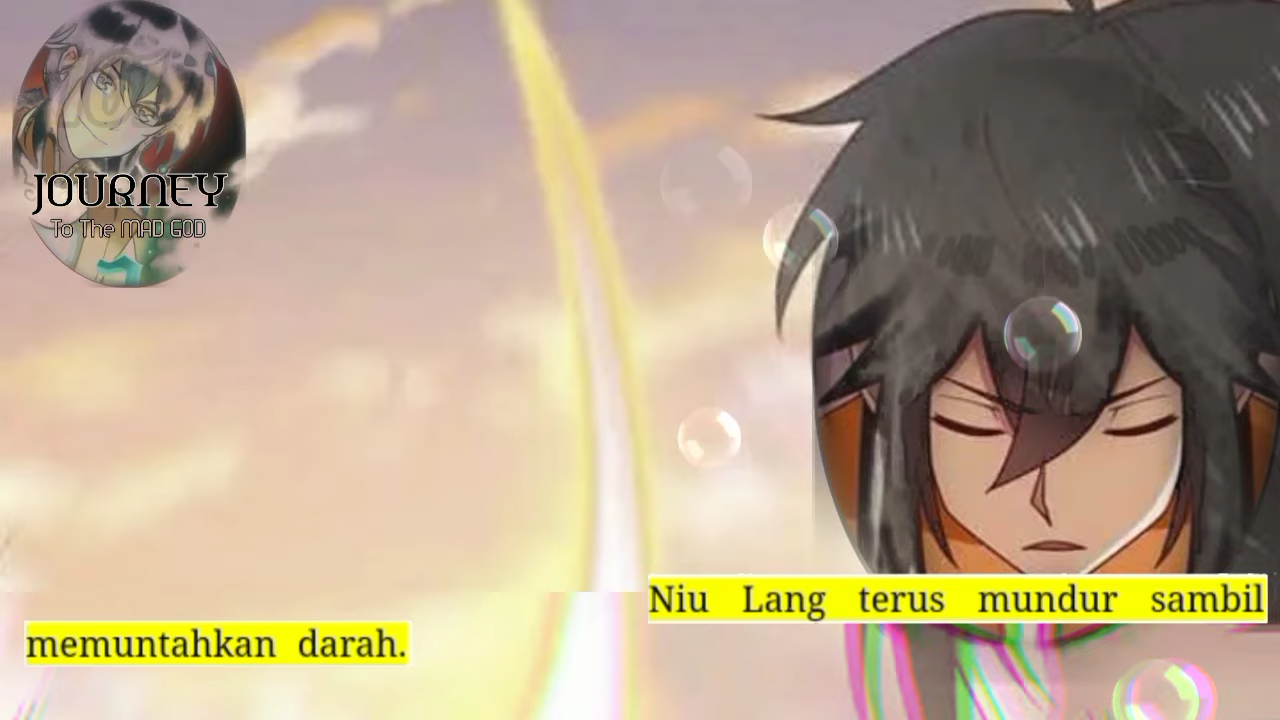 JOURNEY
To The MAD GOD
Niu Lang terus mundur sambil
memuntahkan darah.